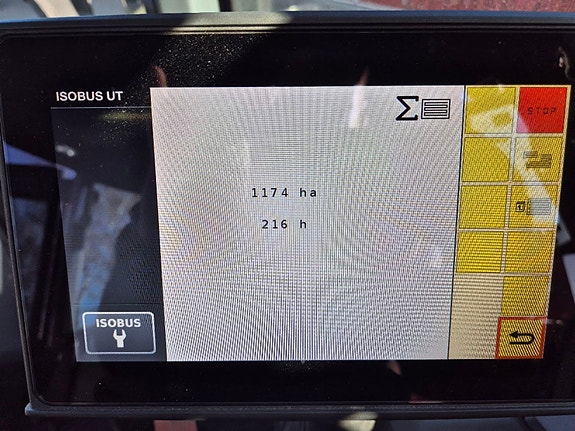 ISOBUS UT
Σ
STOP
1174 ha
216 h
ISOBUS